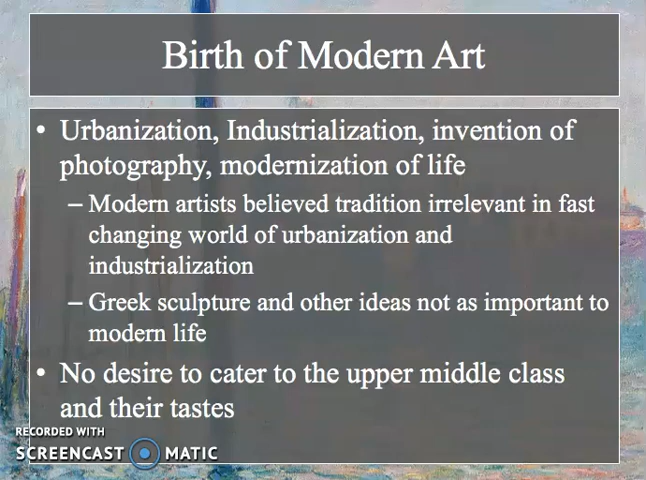 Birth of Modern Art
• Urbanization, Industrialization, invention of
photography, modernization of life
– Modern artists believed tradition irrelevant in fast
changing world of urbanization and
industrialization
– Greek sculpture and other ideas not as important to
modern life
• No desire to cater to the upper middle class
and their tastes
RECORDED WITH
SCREENCAST MATIC